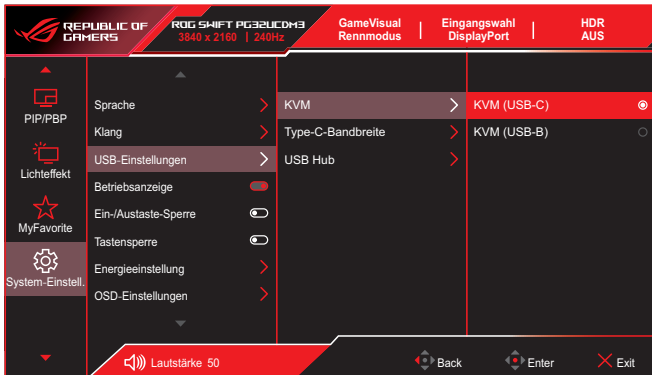 REPUBLIC OF
GAMERS
ROG SWIFT PG32UCDM3
3840 x 2160 | 240Hz
GameVisual
Rennmodus
Eingangswahl
DisplayPort
HDR
AUS
PIP/PBP
Lichteffekt
MyFavorite
System-Einstell.
Sprache
Klang
USB-Einstellungen
Betriebsanzeige
Ein-/Austaste-Sperre
Tastensperre
Energieeinstellung
OSD-Einstellungen
KVM
Type-C-Bandbreite
USB Hub
KVM (USB-C)
KVM (USB-B)
Lautstärke 50
Back
Enter
Exit